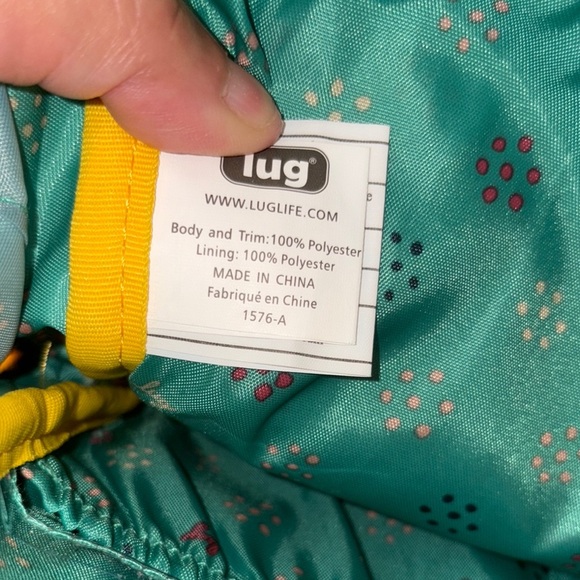 lug®
WWW.LUGLIFE.COM
Body and Trim:100% Polyester
Lining: 100% Polyester
MADE IN CHINA
Fabriqué en Chine
1576-A